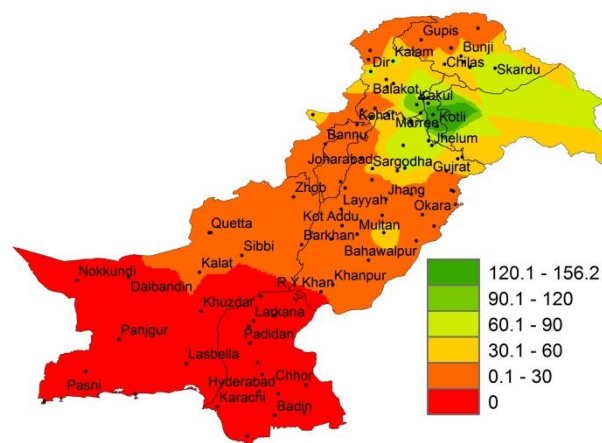 Gupis
Kalam
Bunji
Dir
Chilas
Skardu
Balakot
Kakul
Kohat
Murree
Kotli
Bannu
Jhelum
Joharabad
Sargodha
Gujrat
Zhob
Layyah
Jhang
Okara
Quetta
Kot Addu
Multan
Sibbi
Barkhan
Bahawalpur
Nokkundi
Kalat
Dalbandin
R Y Khan
Khanpur
Khuzdar
Larkana
Panjgur
Padidan
Lasbella
Pasni
Hyderabad
Chhor
Karachi
Badin
120.1 - 156.2
90.1 - 120
60.1 - 90
30.1 - 60
0.1 - 30
0